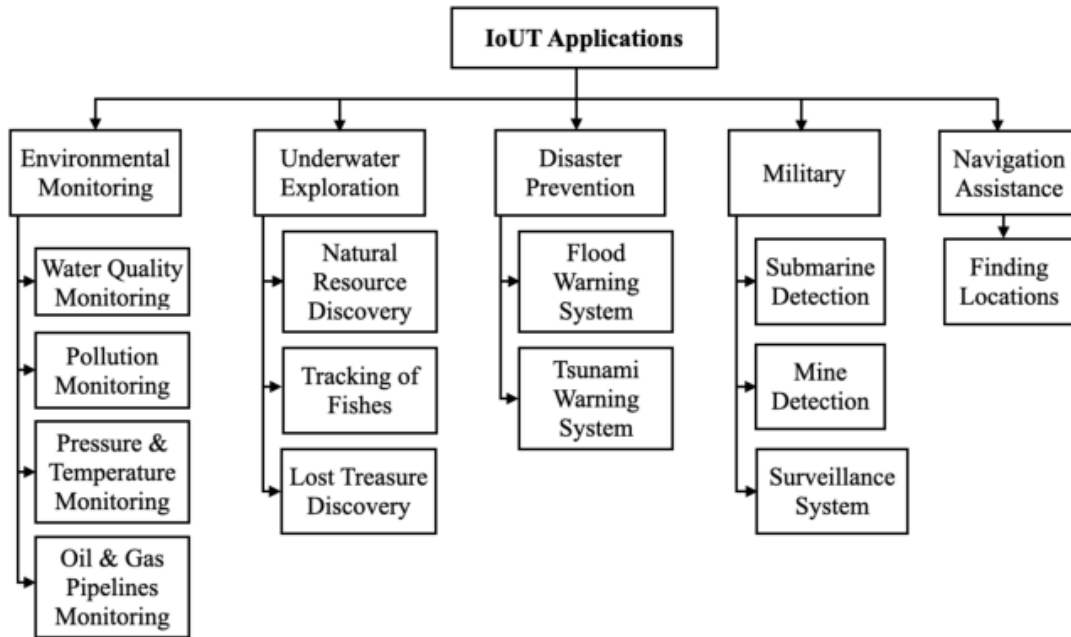 IoUT Applications
Environmental
Monitoring
Underwater
Exploration
Disaster
Prevention
Military
Navigation
Assistance
Water Quality
Monitoring
Pollution
Monitoring
Pressure &
Temperature
Monitoring
Oil & Gas
Pipelines
Monitoring
Natural
Resource
Discovery
Tracking of
Fishes
Lost Treasure
Discovery
Flood
Warning
System
Tsunami
Warning
System
Submarine
Detection
Mine
Detection
Surveillance
System
Finding
Locations